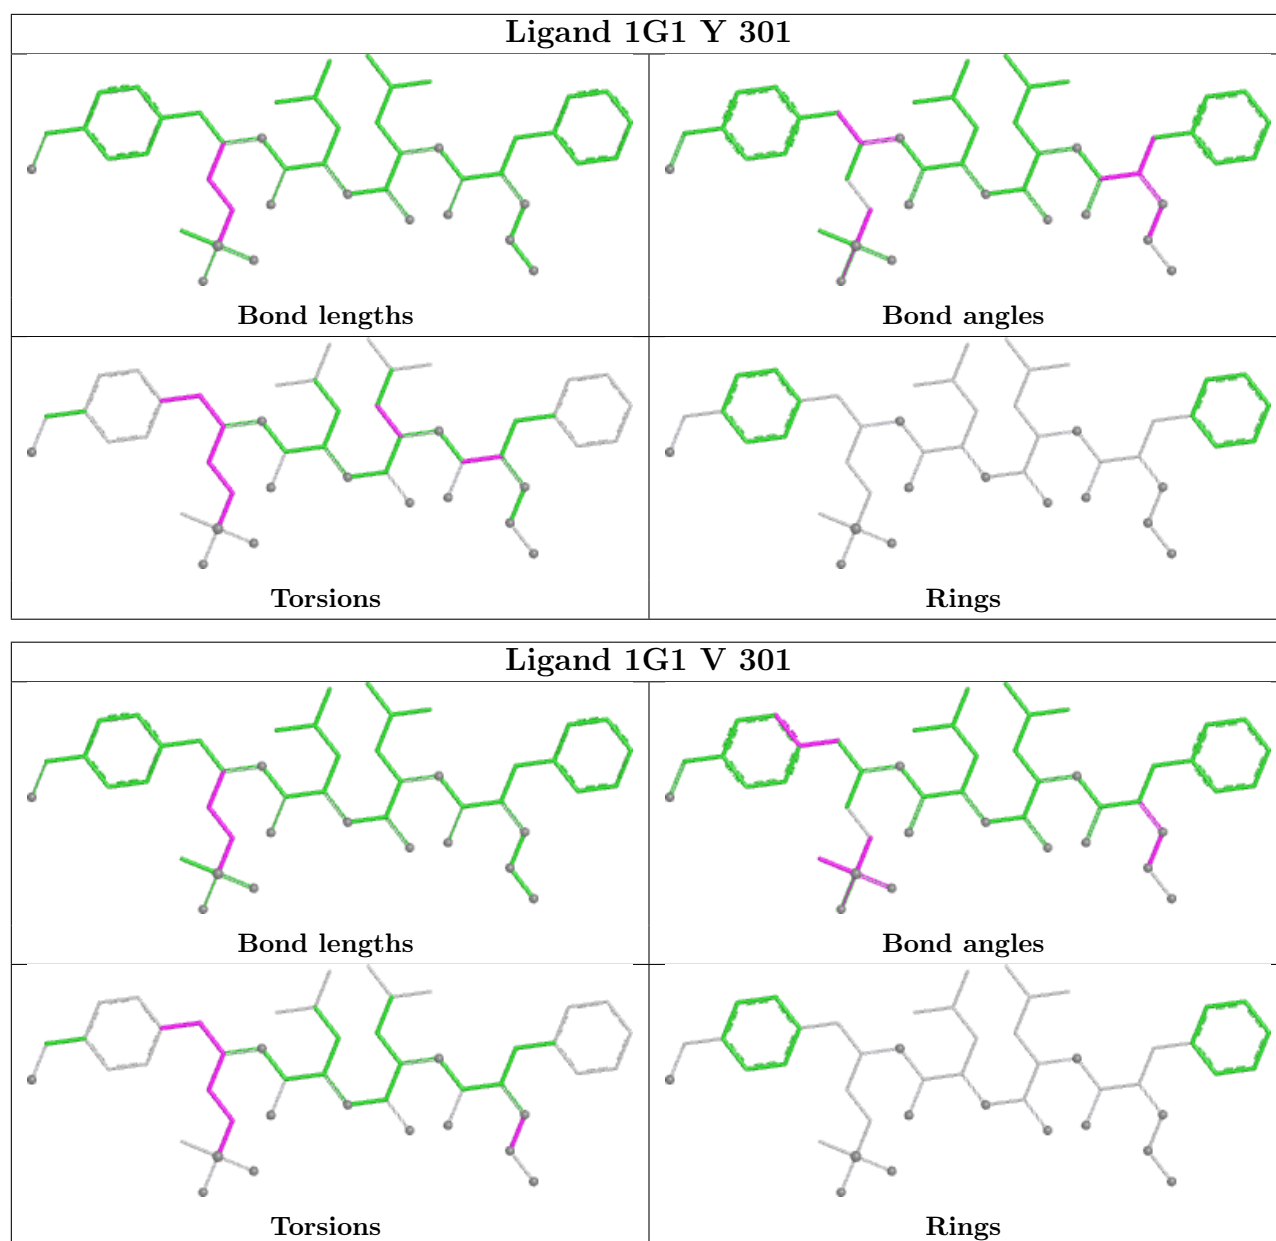 Ligand 1G1 Y 301
Bond lengths
Bond angles
Torsions
Rings
Ligand 1G1 V 301
Bond lengths
Bond angles
Torsions
Rings